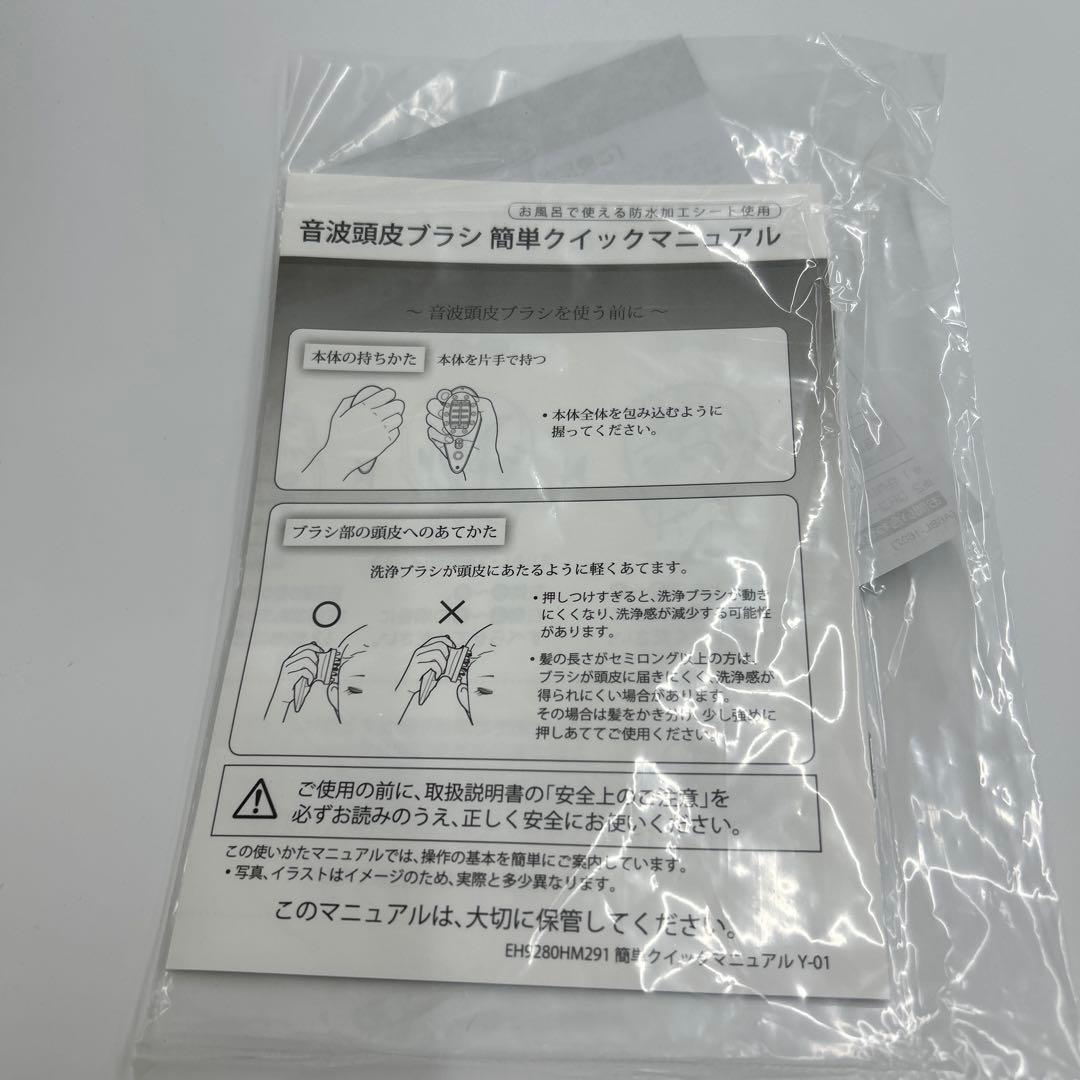 お風呂で使える防水加工シート使用
音波頭皮ブラシ 簡単クイックマニュアル
～ 音波頭皮ブラシを使う前に ～
本体の持ちかた 本体を片手で持つ
・本体全体を包み込むように
握ってください。
ブラシ部の頭皮へのあてかた
洗浄ブラシが頭皮にあたるように軽くあてます。
・押しつけすぎると、洗浄ブラシが動き
にくくなり、洗浄感が減少する可能性
があります。
・髪の長さがセミロング以上の方は、
ブラシが頭皮に届きにくく、洗浄感が
得られにくい場合があります。
その場合は髪をかき分け、少し強めに
押しあててご使用ください。
ご使用の前に、取扱説明書の「安全上のご注意」を
必ずお読みのうえ、正しく安全にお使いください。
この使いかたマニュアルでは、操作の基本を簡単にご案内しています。
・写真、イラストはイメージのため、実際と多少異なります。
このマニュアルは、大切に保管してください。
EH9280HM291 簡単クイックマニュアル Y-01